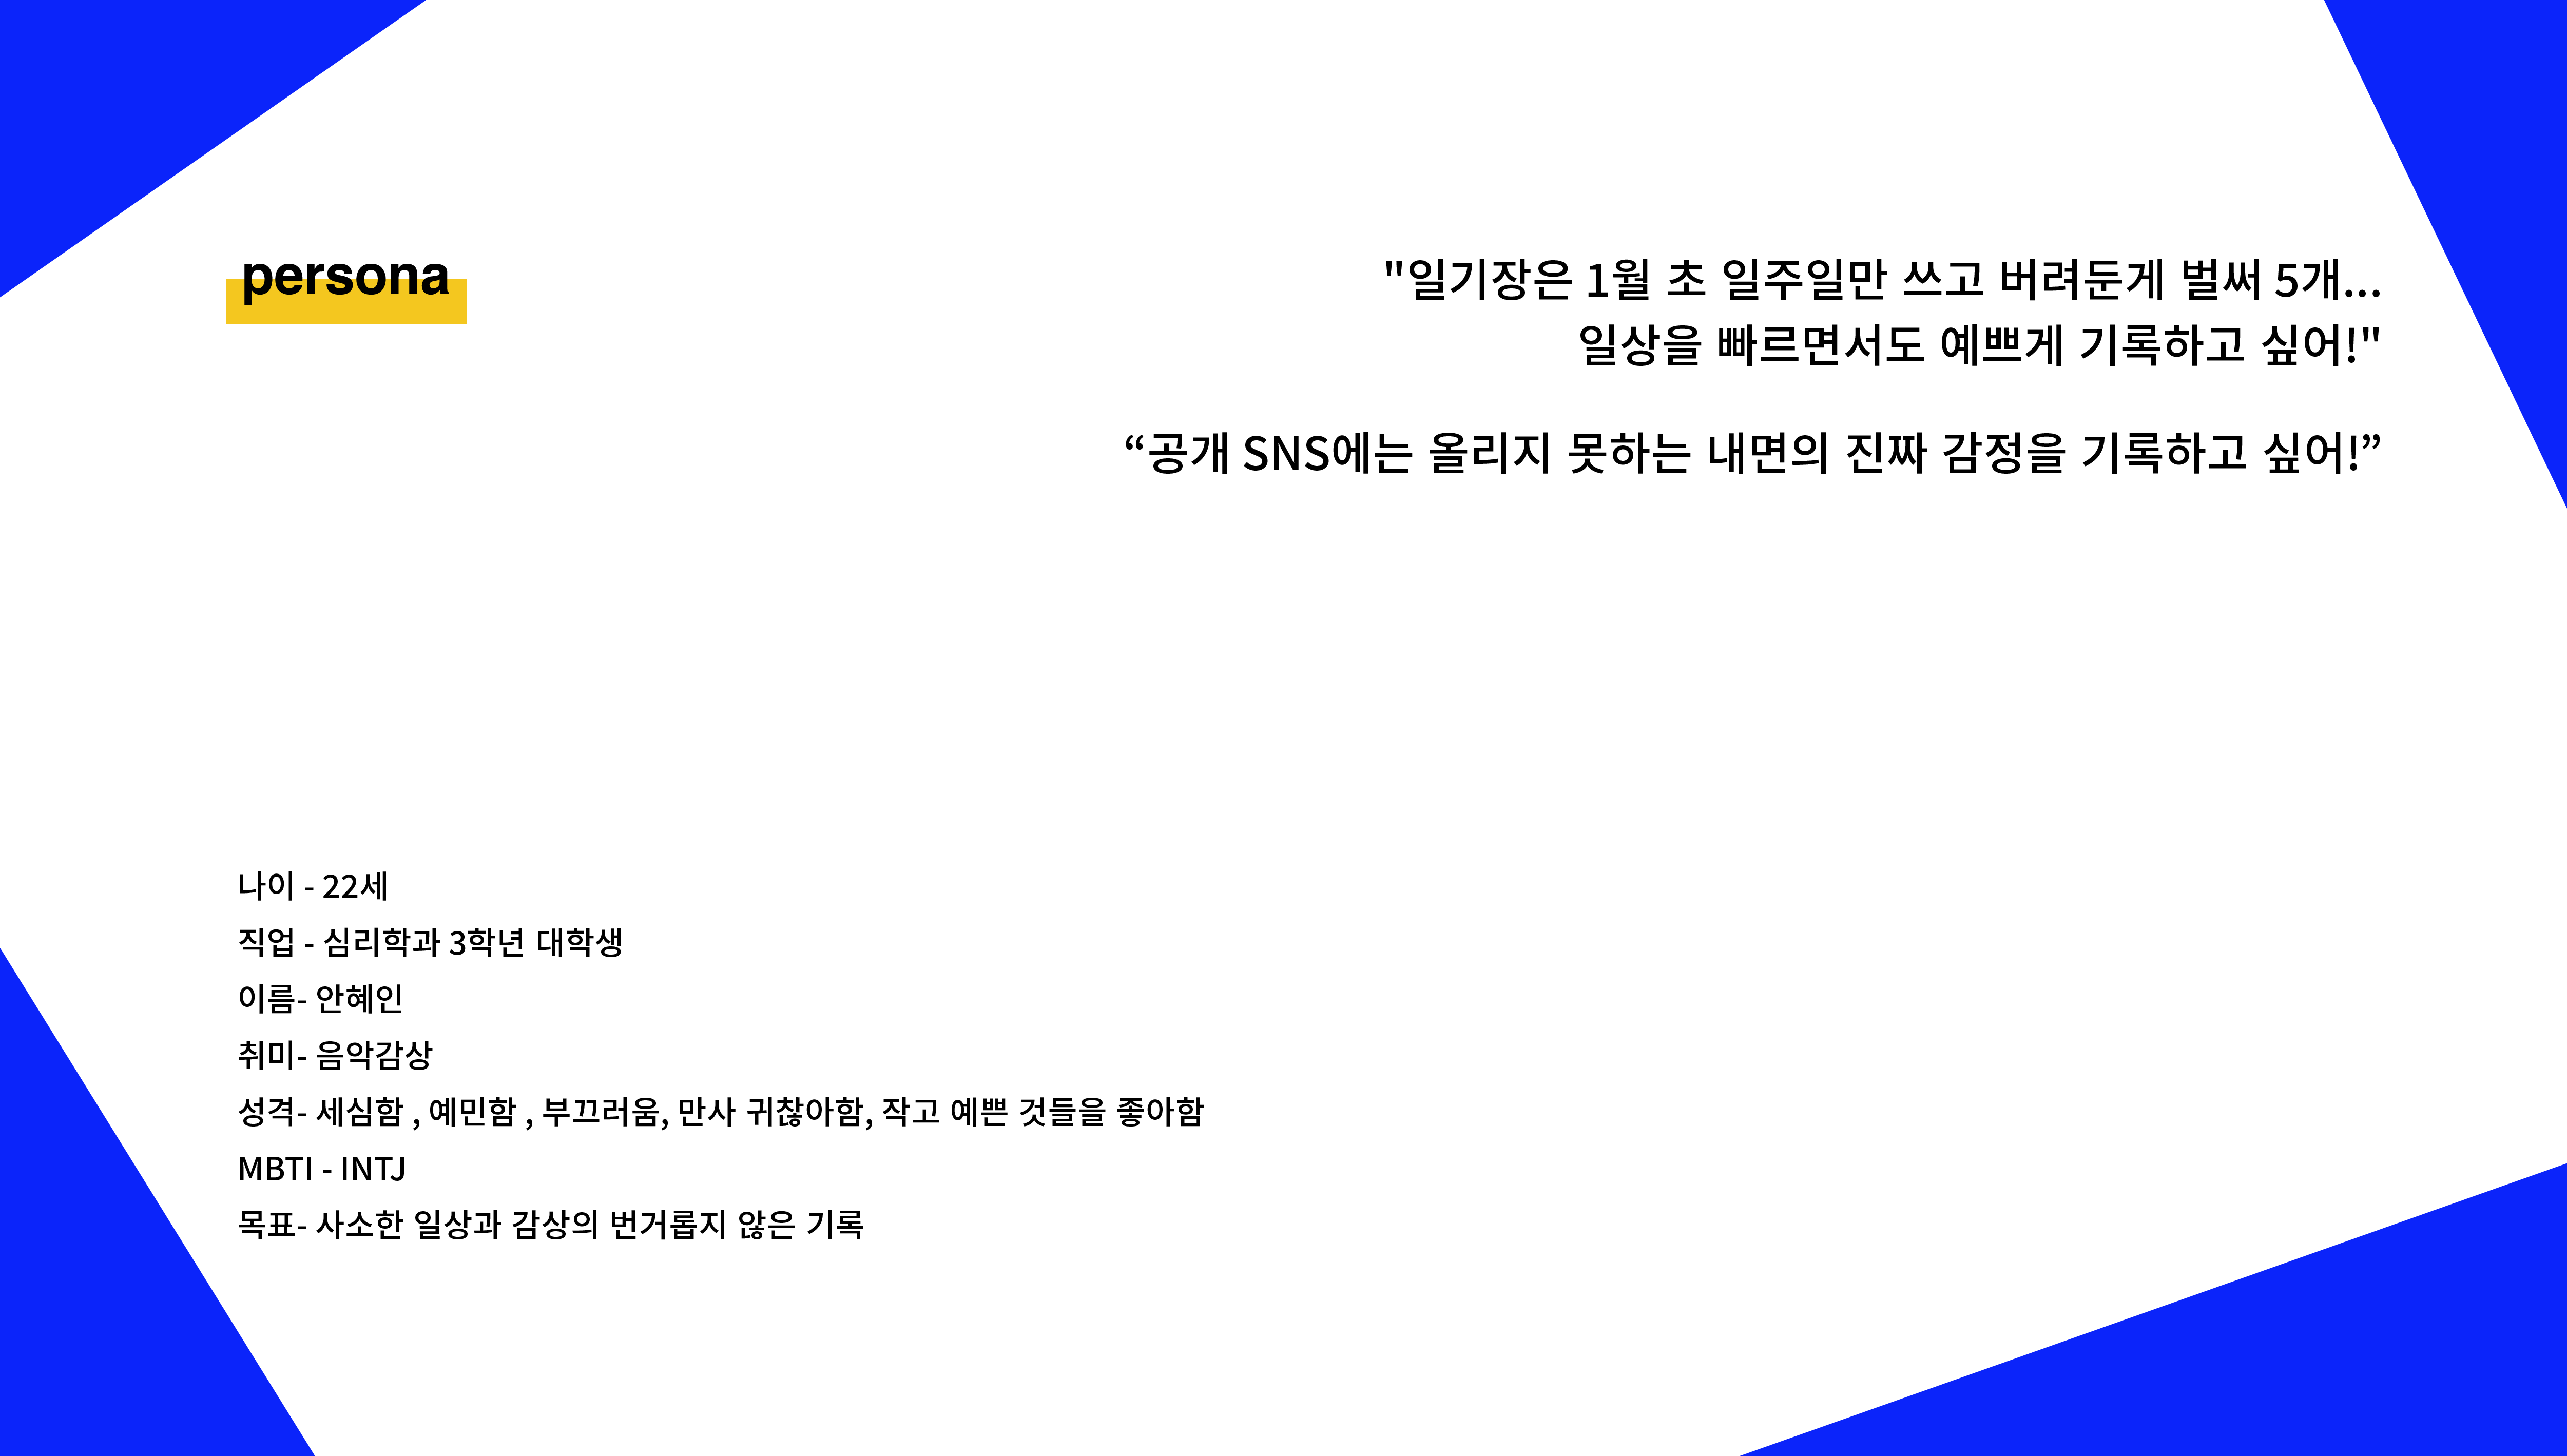 persona
"일기장은 1월 초 일주일만 쓰고 버려둔게 벌써 5개...
일상을 빠르면서도 예쁘게 기록하고 싶어!"
“공개 SNS에는 올리지 못하는 내면의 진짜 감정을 기록하고 싶어!”
나이 - 22세
직업 - 심리학과 3학년 대학생
이름- 안혜인
취미- 음악감상
성격- 세심함 , 예민함 , 부끄러움, 만사 귀찮아함, 작고 예쁜 것들을 좋아함
MBTI - INTJ
목표- 사소한 일상과 감상의 번거롭지 않은 기록